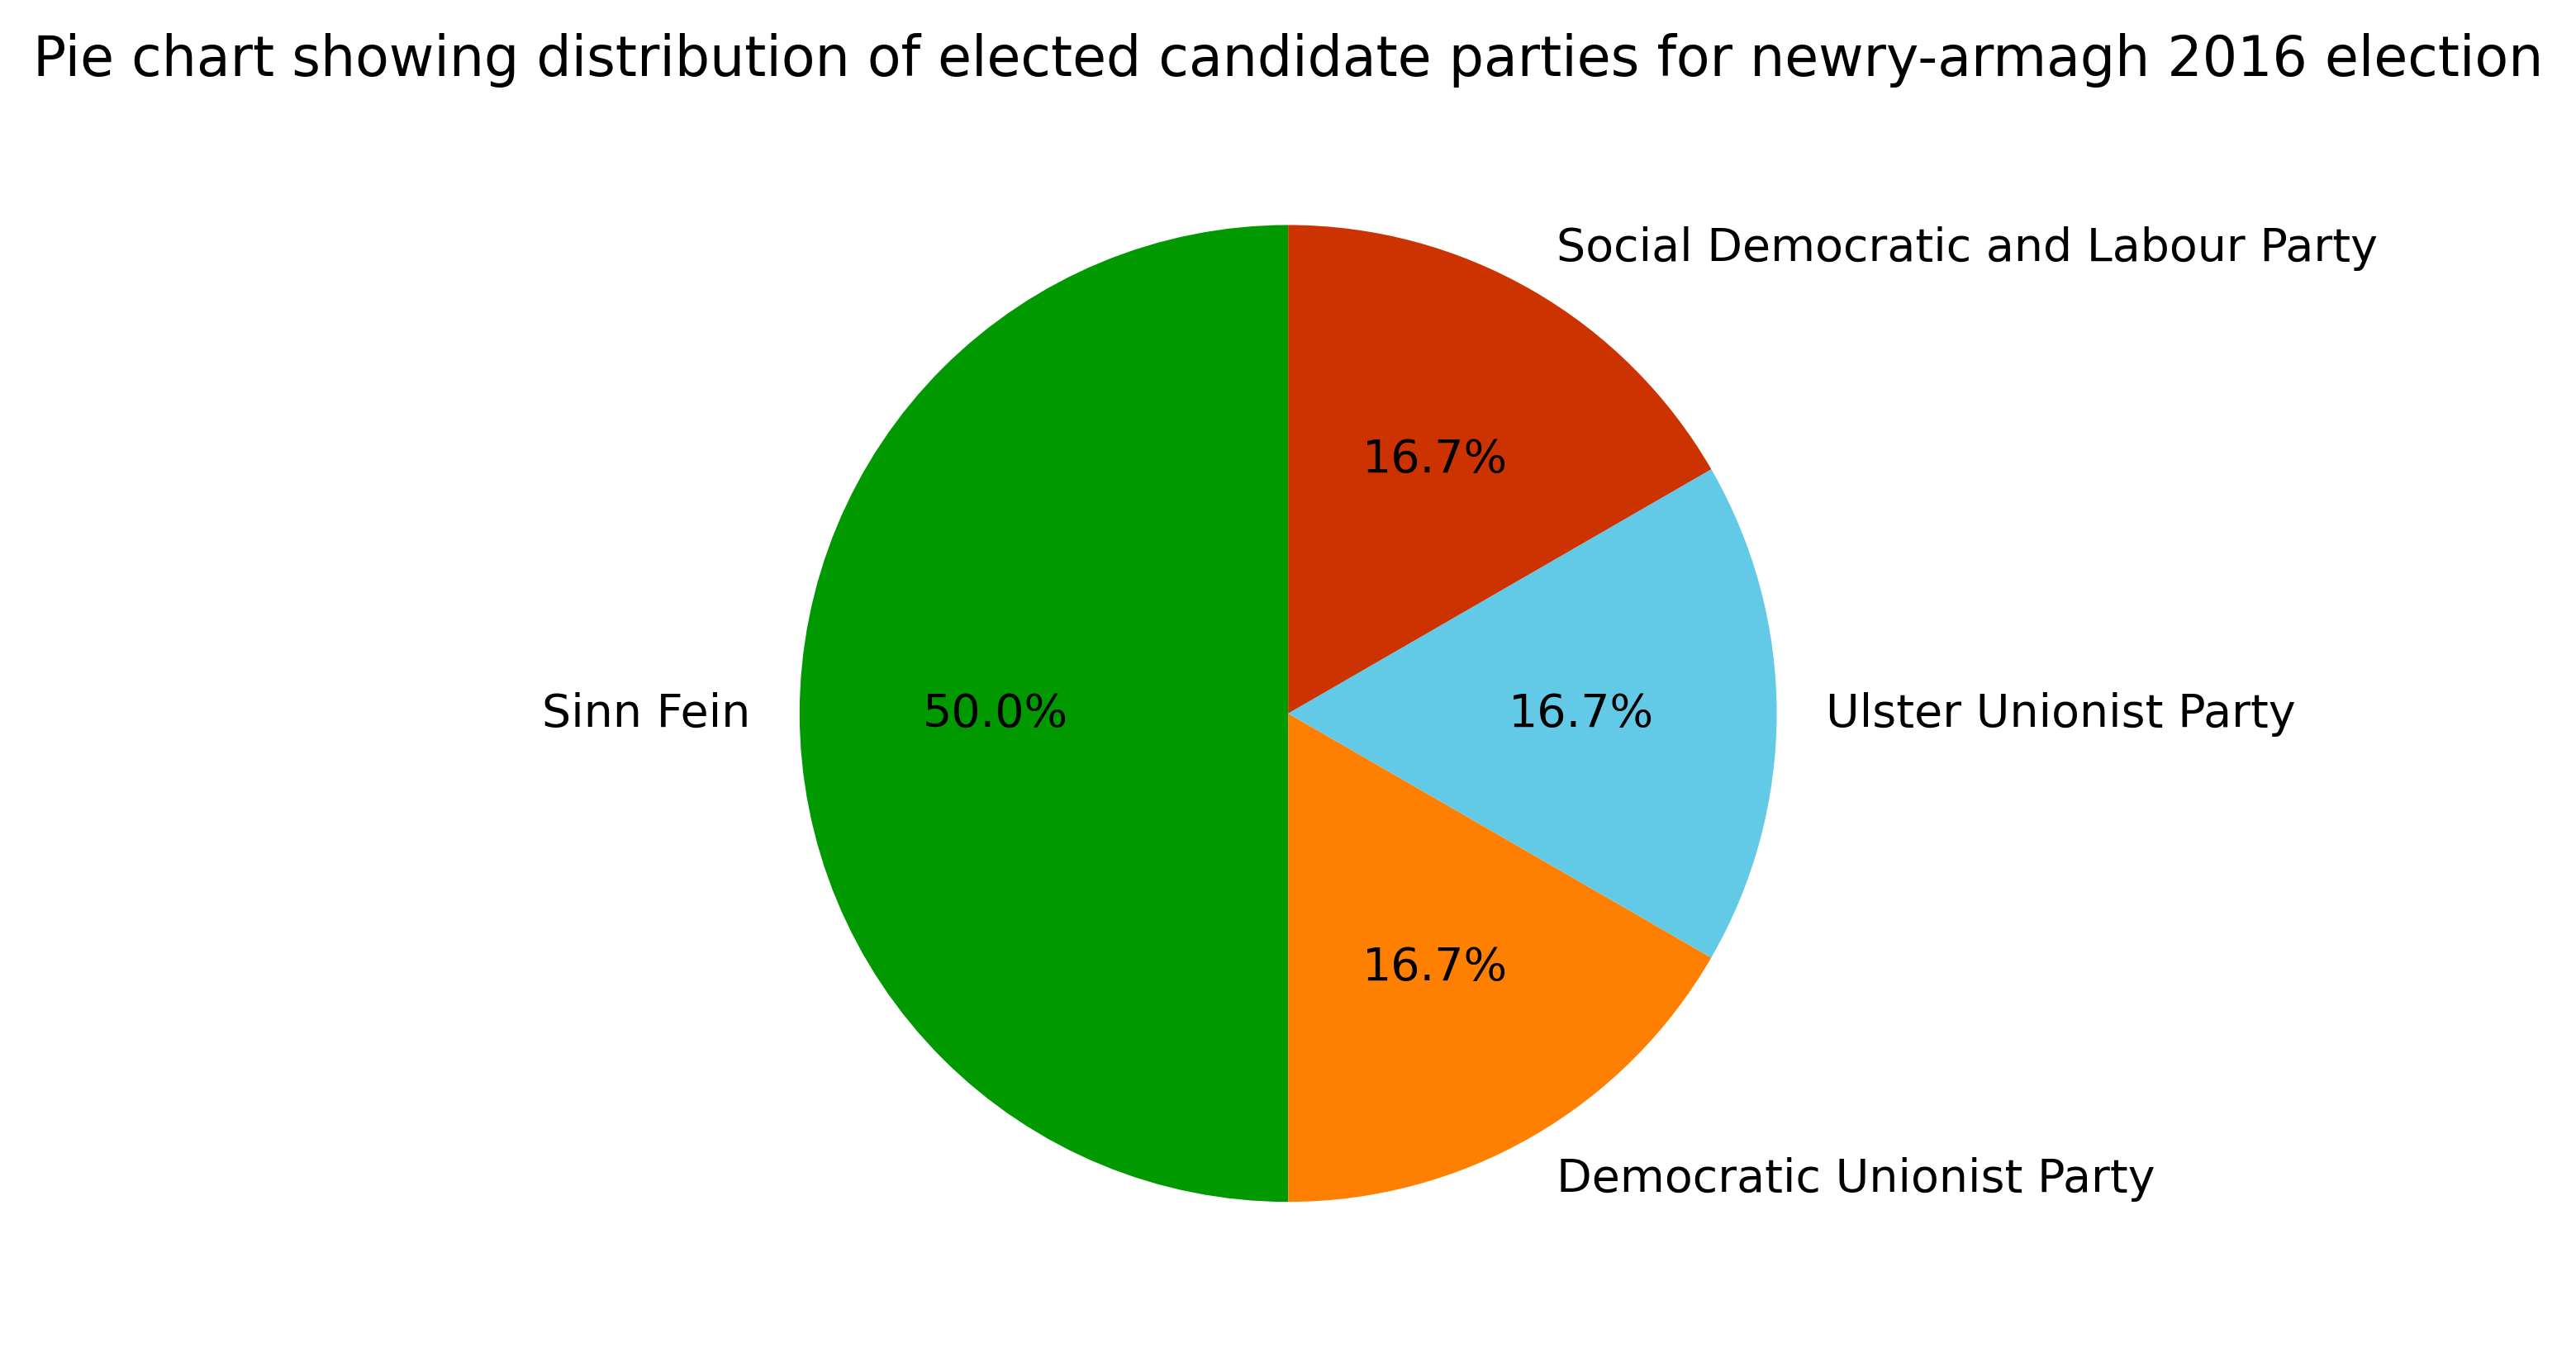 Pie chart showing distribution of elected candidate parties for newry-armagh 2016 election
Social Democratic and Labour Party
16.7%
Sinn Fein
50.0%
16.7%
Ulster Unionist Party
16.7%
Democratic Unionist Party